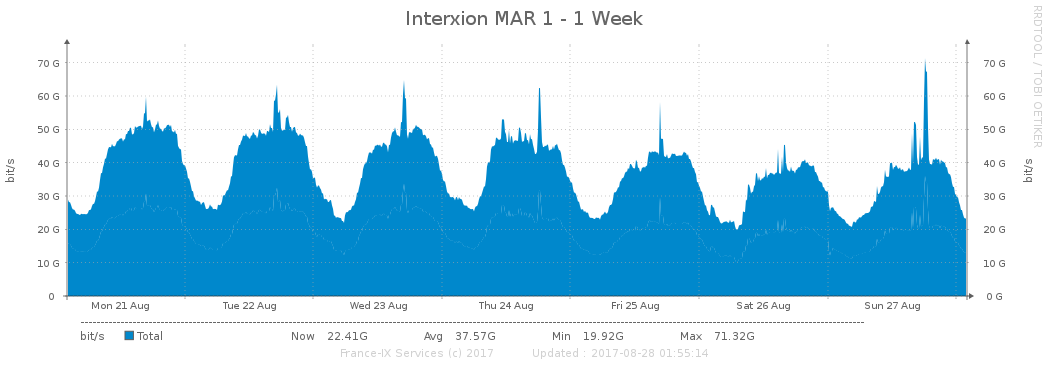 Interxion MAR 1 - 1 Week
RRDTOOL / TOBI OETIKER
bit/s
70 G 70 G
60 G 60 G
50 G 50 G
40 G 40 G
30 G 30 G
20 G 20 G
10 G 10 G
0 0 G
bit/s
Mon 21 Aug Tue 22 Aug Wed 23 Aug Thu 24 Aug Fri 25 Aug Sat 26 Aug Sun 27 Aug
bit/s Total Now 22.41G Avg 37.57G Min 19.92G Max 71.32G
France-IX Services (c) 2017 Updated : 2017-08-28 01:55:14